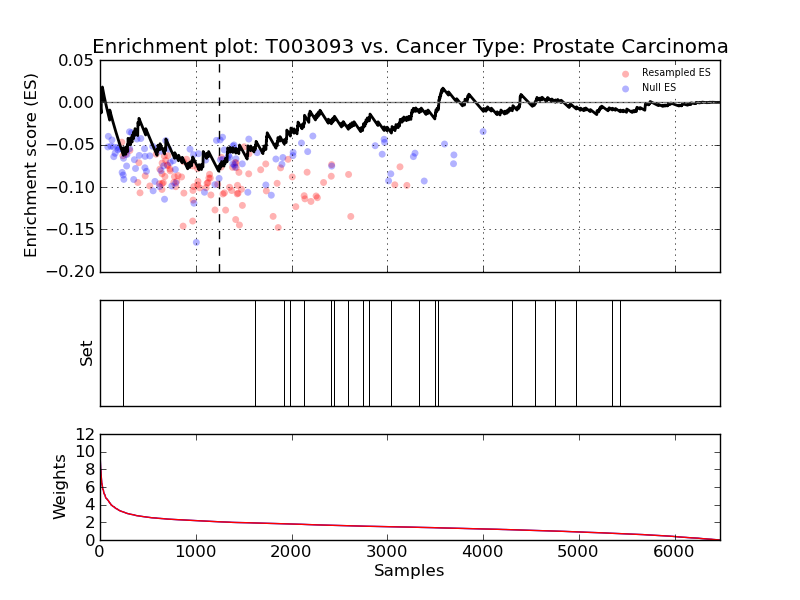 Enrichment plot: T003093 vs. Cancer Type: Prostate Carcinoma
Enrichment score (ES)
0.05
0.00
−0.05
−0.10
−0.15
−0.20
Resampled ES
Null ES
Set
Weights
12
10
8
6
4
2
0
0 1000 2000 3000 4000 5000 6000
Samples